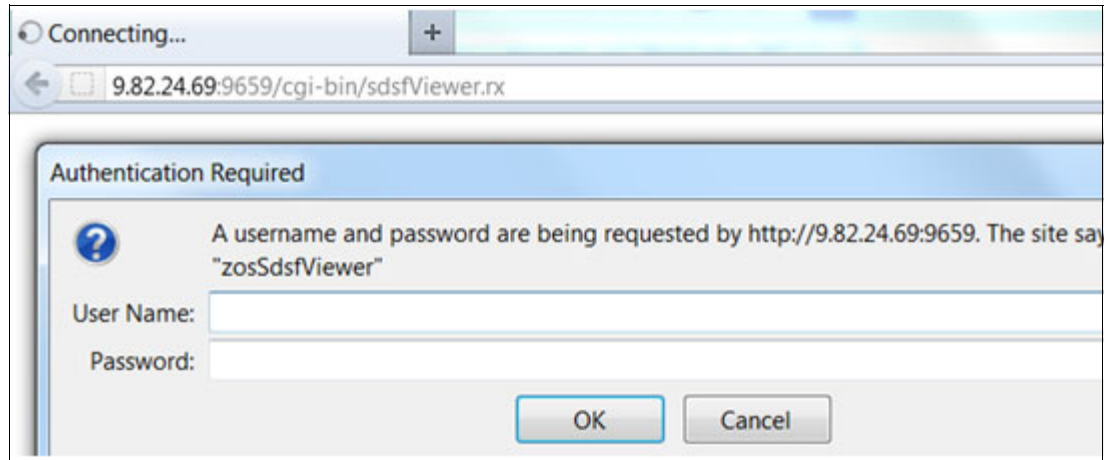 Connecting...
+
9.82.24.69:9659/cgi-bin/sdsfViewer.rx
Authentication Required
?
A username and password are being requested by http://9.82.24.69:9659. The site say
"zosSdsfViewer"
User Name:
Password:
OK Cancel